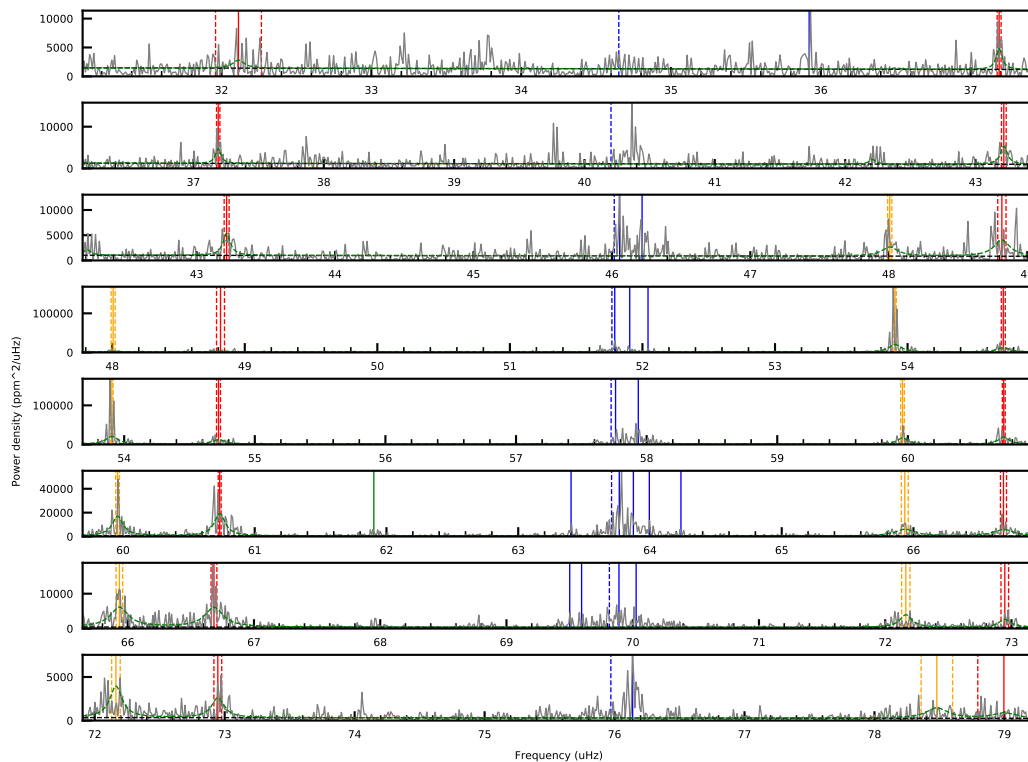 10000
5000
0
32 33 34 35 36 37
10000
0
37 38 39 40 41 42 43
10000
5000
0
43 44 45 46 47 48 4
100000
0
48 49 50 51 52 53 54
100000
0
54 55 56 57 58 59 60
Power density (ppm^2/uHz)
40000
20000
0
60 61 62 63 64 65 66
10000
0
66 67 68 69 70 71 72 73
5000
0
72 73 74 75 76 77 78 79
Frequency (uHz)